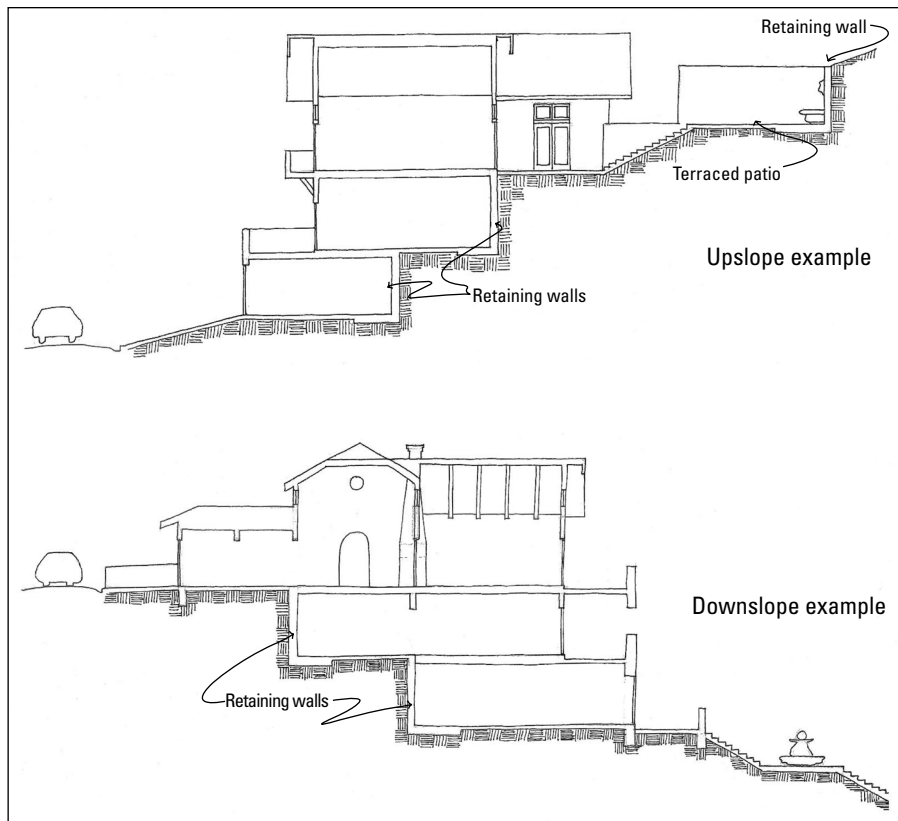 Retaining wall
Terraced patio
Upslope example
Retaining walls
Downslope example
Retaining walls